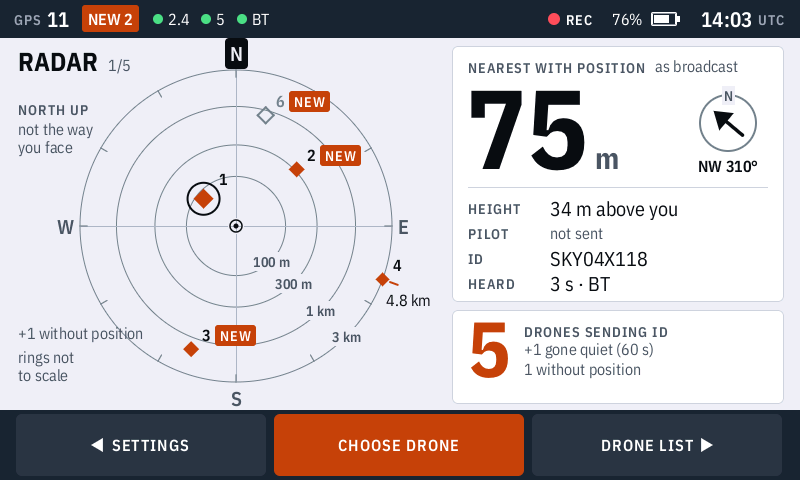 GPS 11 NEW 2 2.4 5 BT REC 76% 14:03 UTC
RADAR 1/5
N
NORTH UP
not the way
you face
6 NEW
2 NEW
1
W
E
100 m
300 m
1 km
3 km
4
4.8 km
3 NEW
+1 without position
rings not
to scale
S
NEAREST WITH POSITION as broadcast
75 m
N
NW 310°
HEIGHT 34 m above you
PILOT not sent
ID SKY04X118
HEARD 3 s · BT
5
DRONES SENDING ID
+1 gone quiet (60 s)
1 without position
◀ SETTINGS
CHOOSE DRONE
DRONE LIST ▶